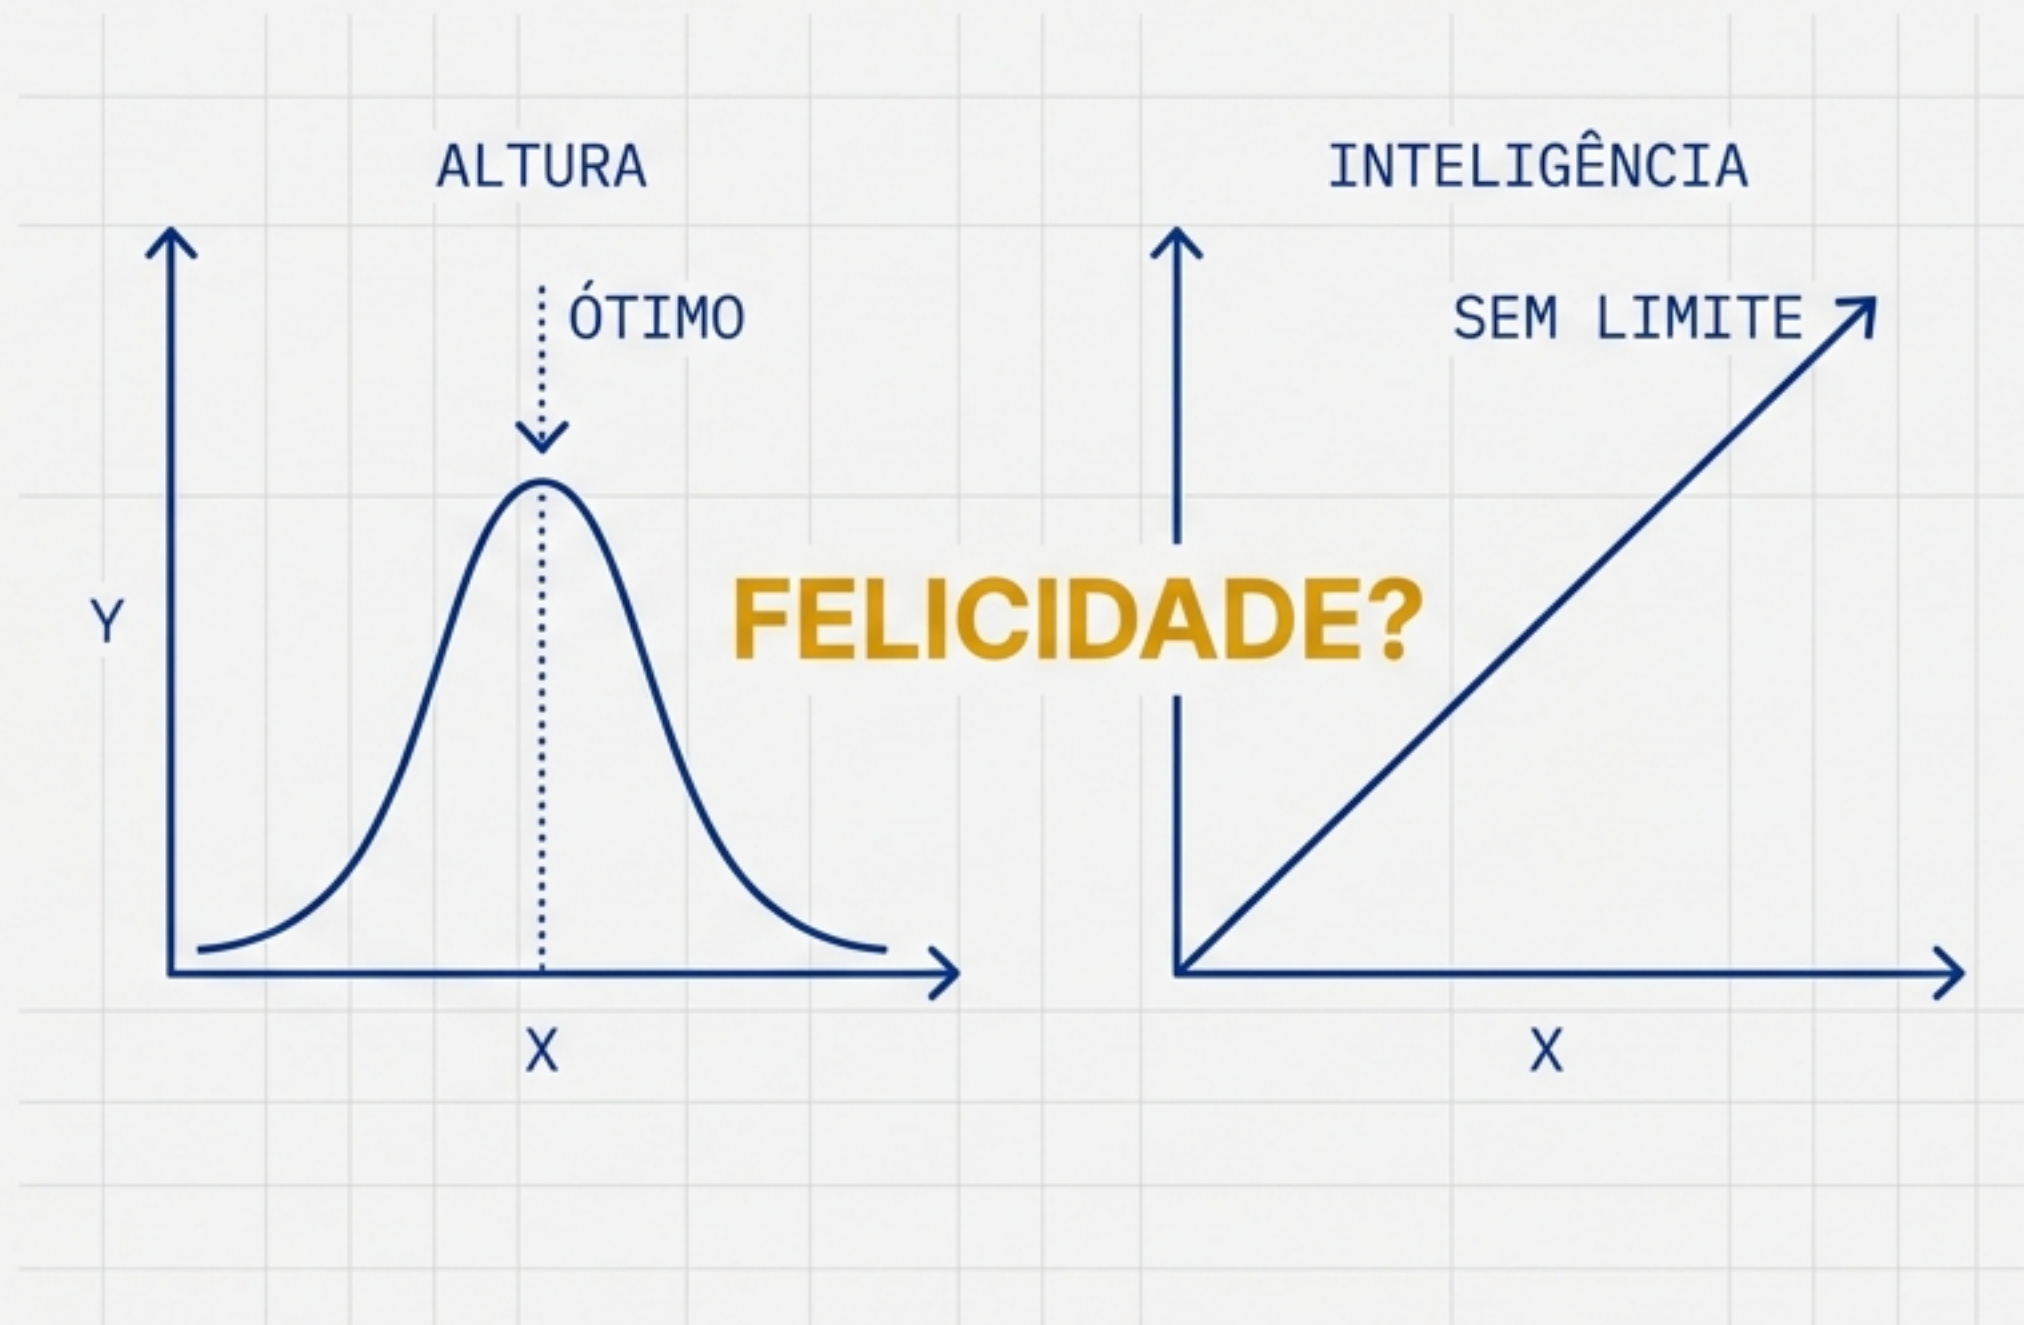 ALTURA
ÓTIMO
Y
X
FELICIDADE?
INTELIGÊNCIA
SEM LIMITE
X